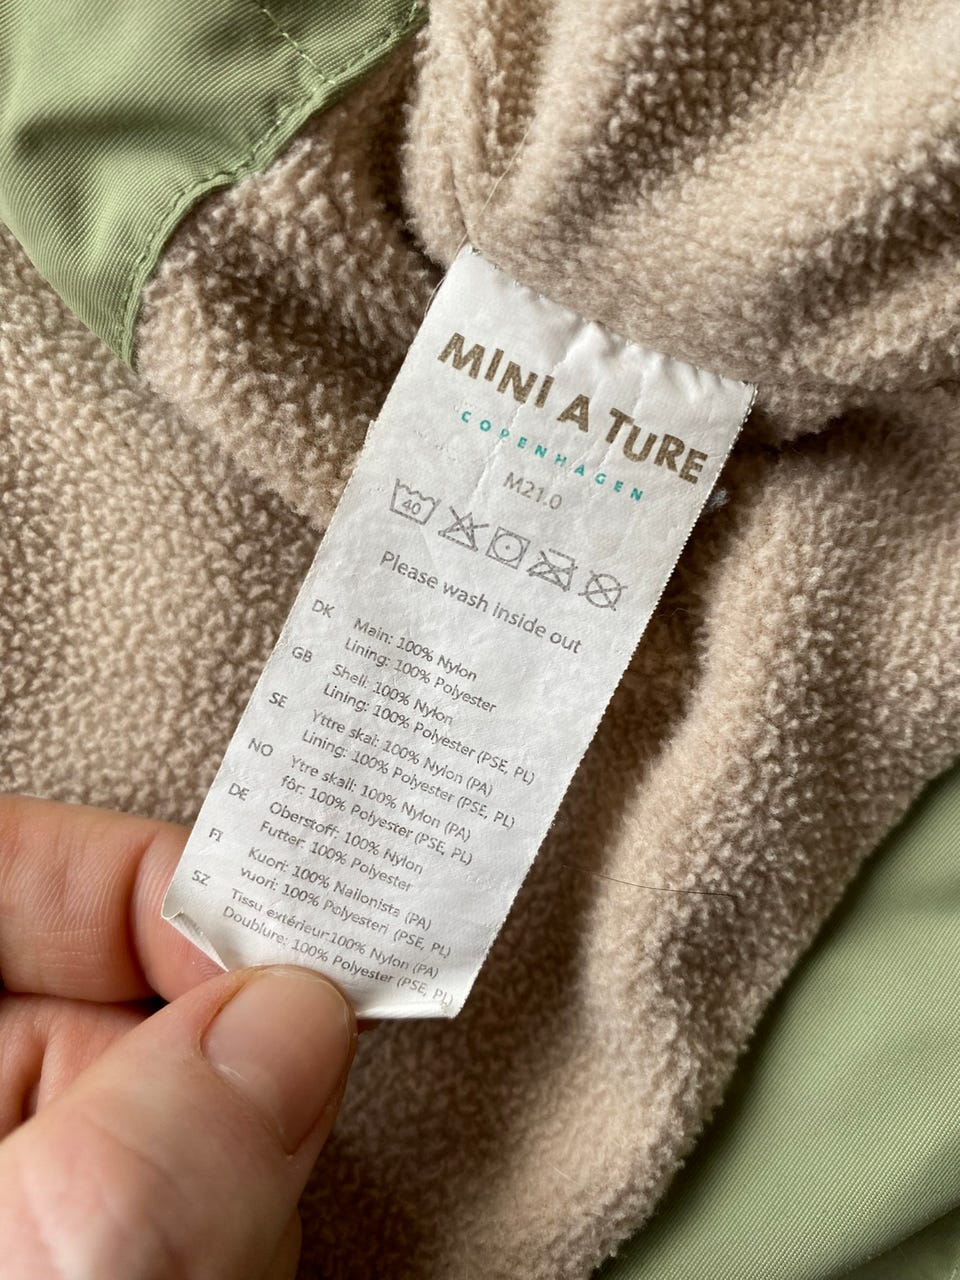 MINI A TURE
COPENHAGEN
M21.0
40
Please wash inside out
DK Main: 100% Nylon
Lining: 100% Polyester
GB Shell: 100% Nylon
Lining: 100% Polyester (PSE, PL)
SE Yttre skal: 100% Nylon (PA)
Lining: 100% Polyester (PSE, PL)
NO Ytre skall: 100% Nylon (PA)
fôr: 100% Polyester (PSE, PL)
DE Oberstoff: 100% Nylon
Futter: 100% Polyester
FI Kuori: 100% Nailonista (PA)
vuori: 100% Polyesteri (PSE, PL)
SZ Tissu extérieur:100% Nylon (PA)
Doublure: 100% Polyester (PSE, PL)